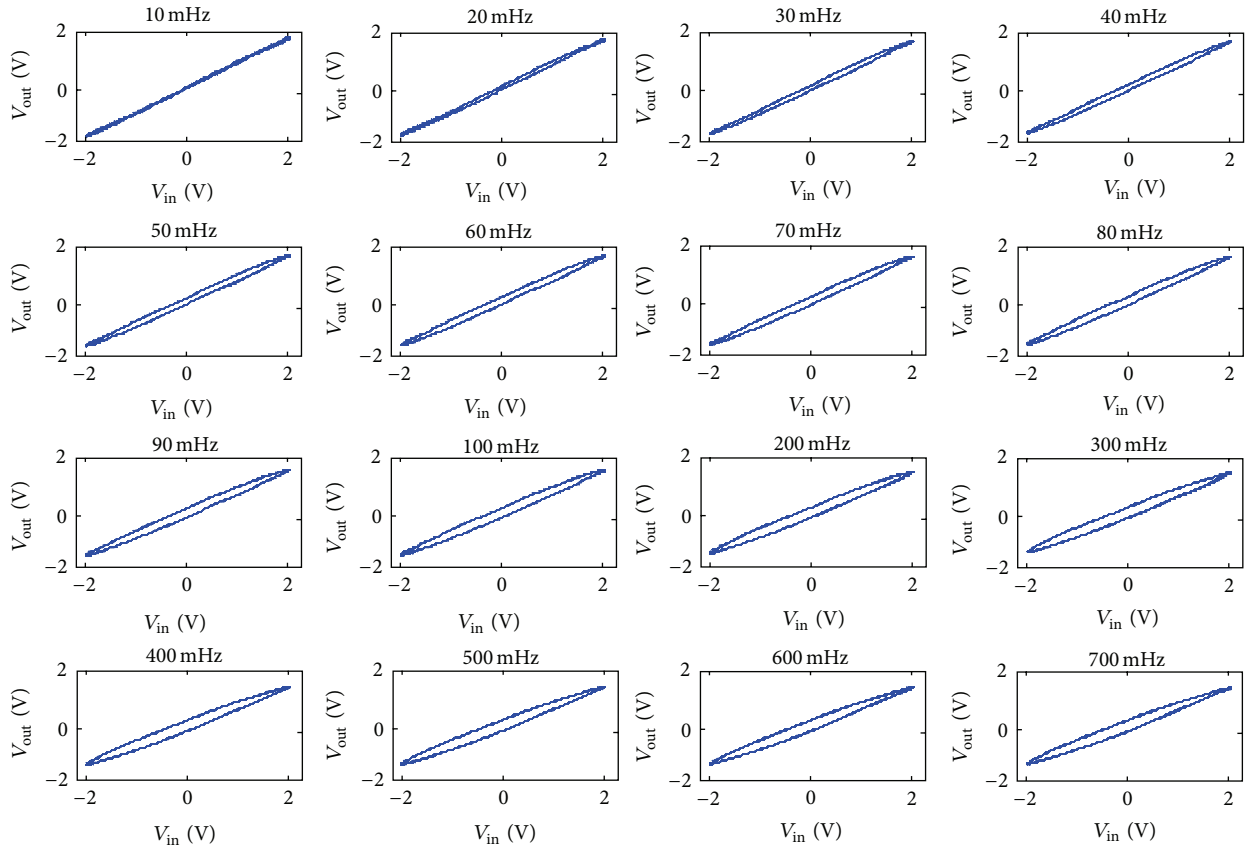 10 mHz 20 mHz 30 mHz 40 mHz
2 2 2 2
V_out (V) V_out (V) V_out (V) V_out (V)
0 0 0 0
−2 −2 −2 −2
−2 0 2 −2 0 2 −2 0 2 −2 0 2
V_in (V) V_in (V) V_in (V) V_in (V)
50 mHz 60 mHz 70 mHz 80 mHz
2 2 2 2
V_out (V) V_out (V) V_out (V) V_out (V)
0 0 0 0
−2 −2 −2 −2
−2 0 2 −2 0 2 −2 0 2 −2 0 2
V_in (V) V_in (V) V_in (V) V_in (V)
90 mHz 100 mHz 200 mHz 300 mHz
2 2 2 2
V_out (V) V_out (V) V_out (V) V_out (V)
0 0 0 0
−2 −2 −2 −2
−2 0 2 −2 0 2 −2 0 2 −2 0 2
V_in (V) V_in (V) V_in (V) V_in (V)
400 mHz 500 mHz 600 mHz 700 mHz
2 2 2 2
V_out (V) V_out (V) V_out (V) V_out (V)
0 0 0 0
−2 −2 −2 −2
−2 0 2 −2 0 2 −2 0 2 −2 0 2
V_in (V) V_in (V) V_in (V) V_in (V)